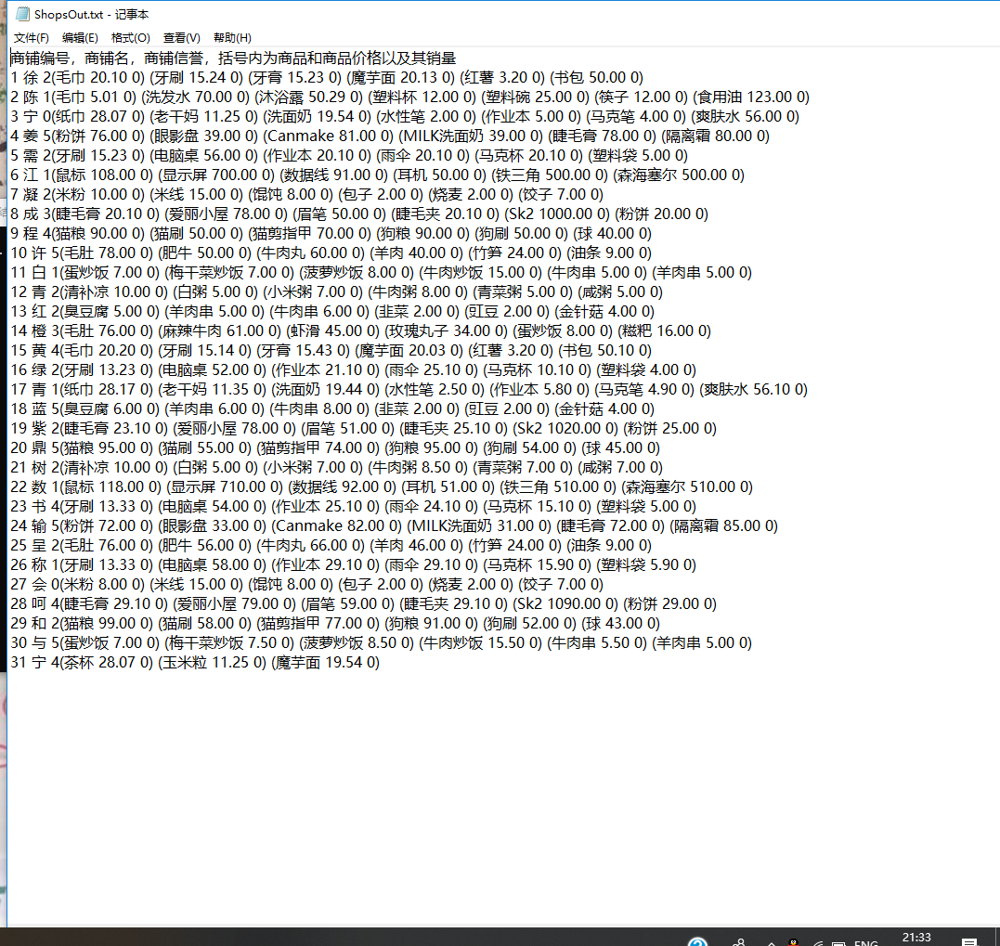 ShopsOut.txt - 记事本
文件(F) 编辑(E) 格式(O) 查看(V) 帮助(H)
商铺编号，商铺名，商铺信誉，括号内为商品和商品价格以及其销量
1 徐 2(毛巾 20.10 0) (牙刷 15.24 0) (牙膏 15.23 0) (魔芋面 20.13 0) (红薯 3.20 0) (书包 50.00 0)
2 陈 1(毛巾 5.01 0) (洗发水 70.00 0) (沐浴露 50.29 0) (塑料杯 12.00 0) (塑料碗 25.00 0) (筷子 12.00 0) (食用油 123.00 0)
3 宁 0(纸巾 28.07 0) (老干妈 11.25 0) (洗面奶 19.54 0) (水性笔 2.00 0) (作业本 5.00 0) (马克笔 4.00 0) (爽肤水 56.00 0)
4 姜 5(粉饼 76.00 0) (眼影盘 39.00 0) (Canmake 81.00 0) (MILK洗面奶 39.00 0) (睫毛膏 78.00 0) (隔离霜 80.00 0)
5 需 2(牙刷 15.23 0) (电脑桌 56.00 0) (作业本 20.10 0) (雨伞 20.10 0) (马克杯 20.10 0) (塑料袋 5.00 0)
6 江 1(鼠标 108.00 0) (显示屏 700.00 0) (数据线 91.00 0) (耳机 50.00 0) (铁三角 500.00 0) (森海塞尔 500.00 0)
7 凝 2(米粉 10.00 0) (米线 15.00 0) (馄饨 8.00 0) (包子 2.00 0) (烧麦 2.00 0) (饺子 7.00 0)
8 成 3(睫毛膏 20.10 0) (爱丽小屋 78.00 0) (眉笔 50.00 0) (睫毛夹 20.10 0) (Sk2 1000.00 0) (粉饼 20.00 0)
9 程 4(猫粮 90.00 0) (猫刷 50.00 0) (猫剪指甲 70.00 0) (狗粮 90.00 0) (狗刷 50.00 0) (球 40.00 0)
10 许 5(毛肚 78.00 0) (肥牛 50.00 0) (牛肉丸 60.00 0) (羊肉 40.00 0) (竹笋 24.00 0) (油条 9.00 0)
11 白 1(蛋炒饭 7.00 0) (梅干菜炒饭 7.00 0) (菠萝炒饭 8.00 0) (牛肉炒饭 15.00 0) (牛肉串 5.00 0) (羊肉串 5.00 0)
12 青 2(清补凉 10.00 0) (白粥 5.00 0) (小米粥 7.00 0) (牛肉粥 8.00 0) (青菜粥 5.00 0) (咸粥 5.00 0)
13 红 2(臭豆腐 5.00 0) (羊肉串 5.00 0) (牛肉串 6.00 0) (韭菜 2.00 0) (豇豆 2.00 0) (金针菇 4.00 0)
14 橙 3(毛肚 76.00 0) (麻辣牛肉 61.00 0) (虾滑 45.00 0) (玫瑰丸子 34.00 0) (蛋炒饭 8.00 0) (糍粑 16.00 0)
15 黄 4(毛巾 20.20 0) (牙刷 15.14 0) (牙膏 15.43 0) (魔芋面 20.03 0) (红薯 3.20 0) (书包 50.10 0)
16 绿 2(牙刷 13.23 0) (电脑桌 52.00 0) (作业本 21.10 0) (雨伞 25.10 0) (马克杯 10.10 0) (塑料袋 4.00 0)
17 青 1(纸巾 28.17 0) (老干妈 11.35 0) (洗面奶 19.44 0) (水性笔 2.50 0) (作业本 5.80 0) (马克笔 4.90 0) (爽肤水 56.10 0)
18 蓝 5(臭豆腐 6.00 0) (羊肉串 6.00 0) (牛肉串 8.00 0) (韭菜 2.00 0) (豇豆 2.00 0) (金针菇 4.00 0)
19 紫 2(睫毛膏 23.10 0) (爱丽小屋 78.00 0) (眉笔 51.00 0) (睫毛夹 25.10 0) (Sk2 1020.00 0) (粉饼 25.00 0)
20 鼎 5(猫粮 95.00 0) (猫刷 55.00 0) (猫剪指甲 74.00 0) (狗粮 95.00 0) (狗刷 54.00 0) (球 45.00 0)
21 树 2(清补凉 10.00 0) (白粥 5.00 0) (小米粥 7.00 0) (牛肉粥 8.50 0) (青菜粥 7.00 0) (咸粥 7.00 0)
22 数 1(鼠标 118.00 0) (显示屏 710.00 0) (数据线 92.00 0) (耳机 51.00 0) (铁三角 510.00 0) (森海塞尔 510.00 0)
23 书 4(牙刷 13.33 0) (电脑桌 54.00 0) (作业本 25.10 0) (雨伞 24.10 0) (马克杯 15.10 0) (塑料袋 5.00 0)
24 输 5(粉饼 72.00 0) (眼影盘 33.00 0) (Canmake 82.00 0) (MILK洗面奶 31.00 0) (睫毛膏 72.00 0) (隔离霜 85.00 0)
25 呈 2(毛肚 76.00 0) (肥牛 56.00 0) (牛肉丸 66.00 0) (羊肉 46.00 0) (竹笋 24.00 0) (油条 9.00 0)
26 称 1(牙刷 13.33 0) (电脑桌 58.00 0) (作业本 29.10 0) (雨伞 29.10 0) (马克杯 15.90 0) (塑料袋 5.90 0)
27 会 0(米粉 8.00 0) (米线 15.00 0) (馄饨 8.00 0) (包子 2.00 0) (烧麦 2.00 0) (饺子 7.00 0)
28 呵 4(睫毛膏 29.10 0) (爱丽小屋 79.00 0) (眉笔 59.00 0) (睫毛夹 29.10 0) (Sk2 1090.00 0) (粉饼 29.00 0)
29 和 2(猫粮 99.00 0) (猫刷 58.00 0) (猫剪指甲 77.00 0) (狗粮 91.00 0) (狗刷 52.00 0) (球 43.00 0)
30 与 5(蛋炒饭 7.00 0) (梅干菜炒饭 7.50 0) (菠萝炒饭 8.50 0) (牛肉炒饭 15.50 0) (牛肉串 5.50 0) (羊肉串 5.00 0)
31 宁 4(茶杯 28.07 0) (玉米粒 11.25 0) (魔芋面 19.54 0)
ENG 21:33